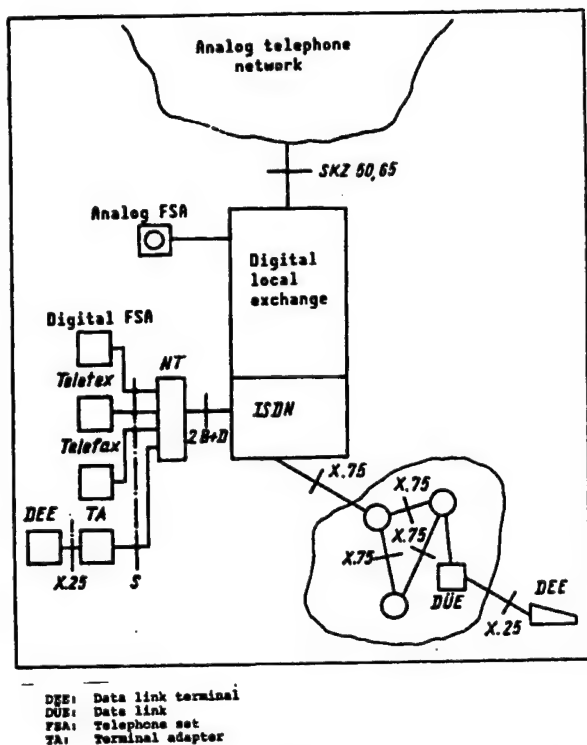 Analog telephone
network
SKZ 50, 65
Analog FSA
Digital
local
exchange
Digital FSA
NT
Teletex
ISDN
2B+D
Telefax
X.75
DEE
TA
X.75
X.75
X.75
X.25
S
DÜE
DEE
X.25
DEE: Data link terminal
DÜE: Data link
FSA: Telephone set
TA: Terminal adapter